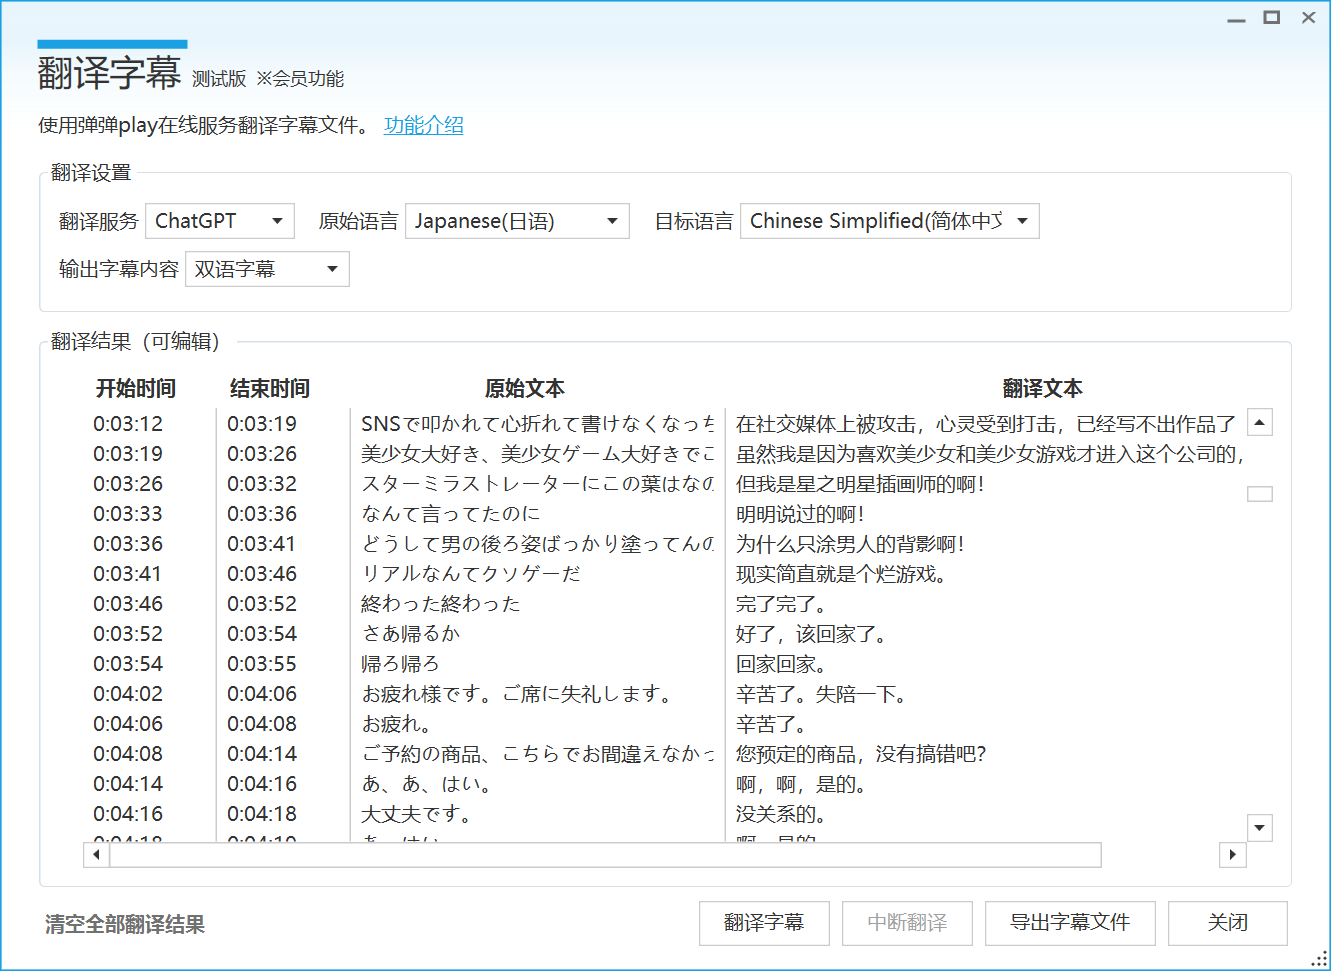 翻译字幕 测试版 ※会员功能
使用弹弹play在线服务翻译字幕文件。 功能介绍
翻译设置
翻译服务 ChatGPT 原始语言 Japanese(日语) 目标语言 Chinese Simplified(简体中文
输出字幕内容 双语字幕
翻译结果（可编辑）
开始时间 结束时间 原始文本 翻译文本
0:03:12 0:03:19 SNSで叩かれて心折れて書けなくなっち 在社交媒体上被攻击，心灵受到打击，已经写不出作品了
0:03:19 0:03:26 美少女大好き、美少女ゲーム大好きでこ 虽然我是因为喜欢美少女和美少女游戏才进入这个公司的，
0:03:26 0:03:32 スターミラストレーターにこの葉はなの 但我是星之明星插画师的啊！
0:03:33 0:03:36 なんて言ってたのに 明明说过的啊！
0:03:36 0:03:41 どうして男の後ろ姿ばっかり塗ってんの 为什么只涂男人的背影啊！
0:03:41 0:03:46 リアルなんてクソゲーだ 现实简直就是个烂游戏。
0:03:46 0:03:52 終わった終わった 完了完了。
0:03:52 0:03:54 さあ帰るか 好了，该回家了。
0:03:54 0:03:55 帰ろ帰ろ 回家回家。
0:04:02 0:04:06 お疲れ様です。ご席に失礼します。 辛苦了。失陪一下。
0:04:06 0:04:08 お疲れ。 辛苦了。
0:04:08 0:04:14 ご予約の商品、こちらでお間違えなかっ 您预定的商品，没有搞错吧？
0:04:14 0:04:16 あ、あ、はい。 啊，啊，是的。
0:04:16 0:04:18 大丈夫です。 没关系的。
0:04:18 0:04:19 あ、はい 啊，是的
清空全部翻译结果 翻译字幕 中断翻译 导出字幕文件 关闭